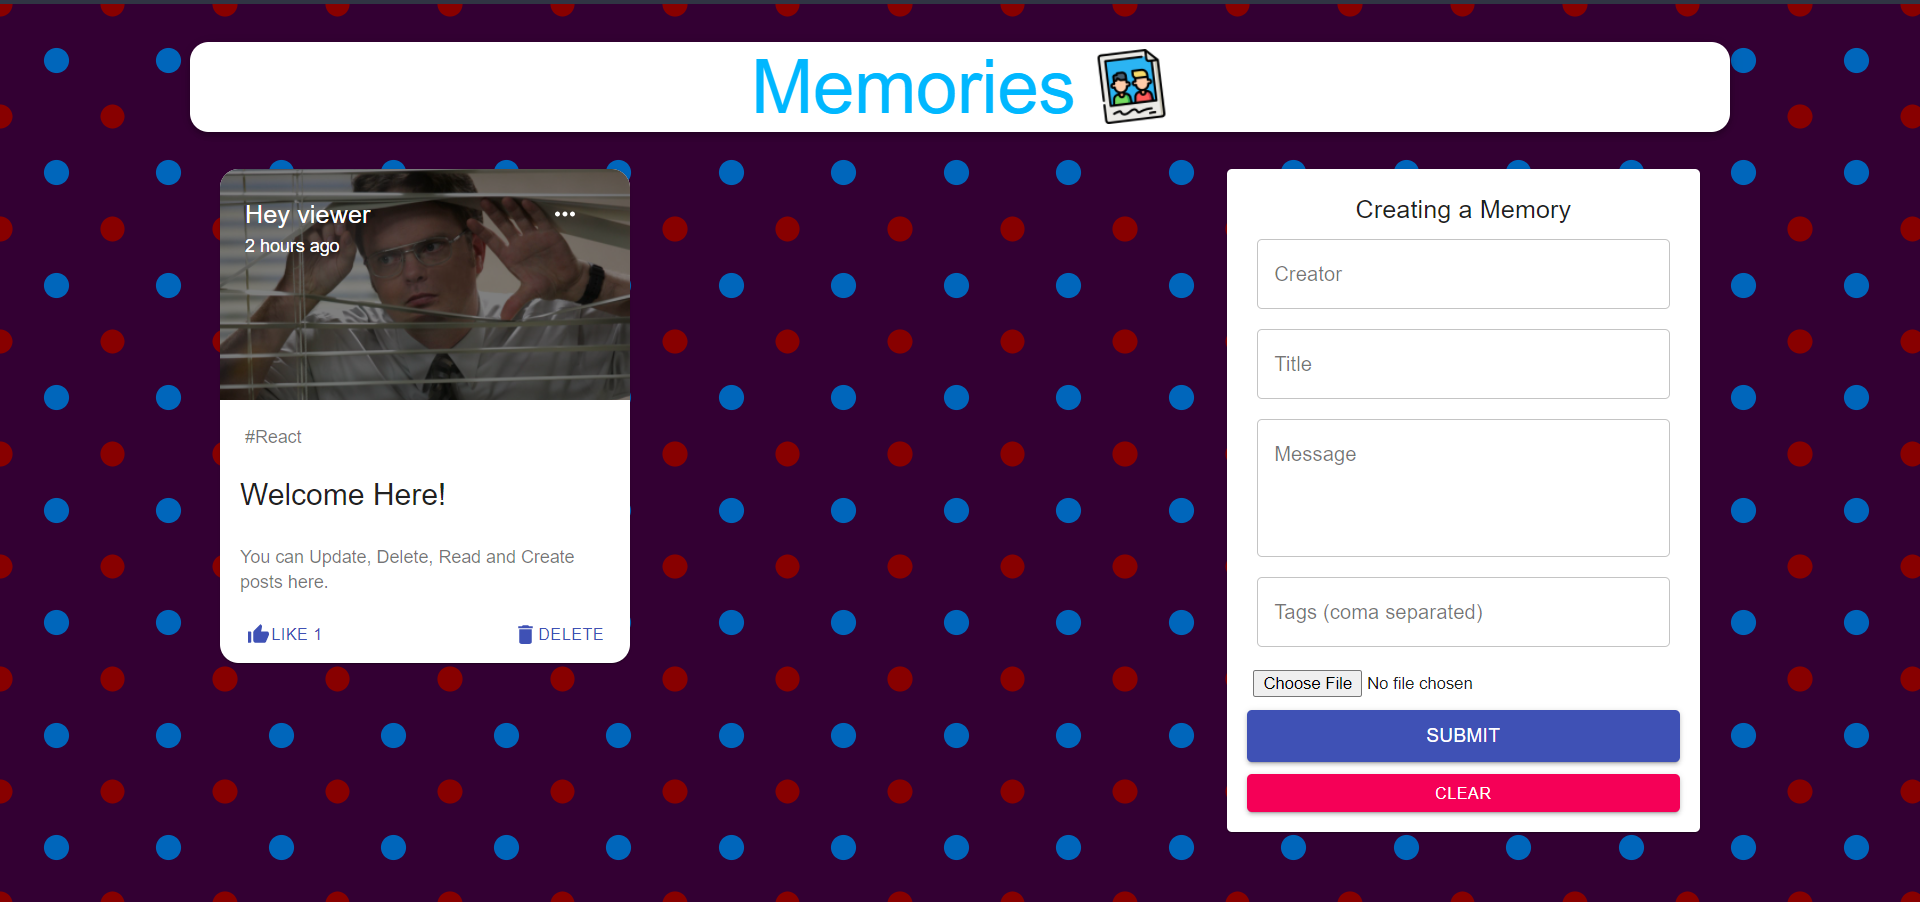 Memories
Hey viewer
2 hours ago
#React
Welcome Here!
You can Update, Delete, Read and Create
posts here.
LIKE 1
DELETE
Creating a Memory
Creator
Title
Message
Tags (coma separated)
Choose File No file chosen
SUBMIT
CLEAR